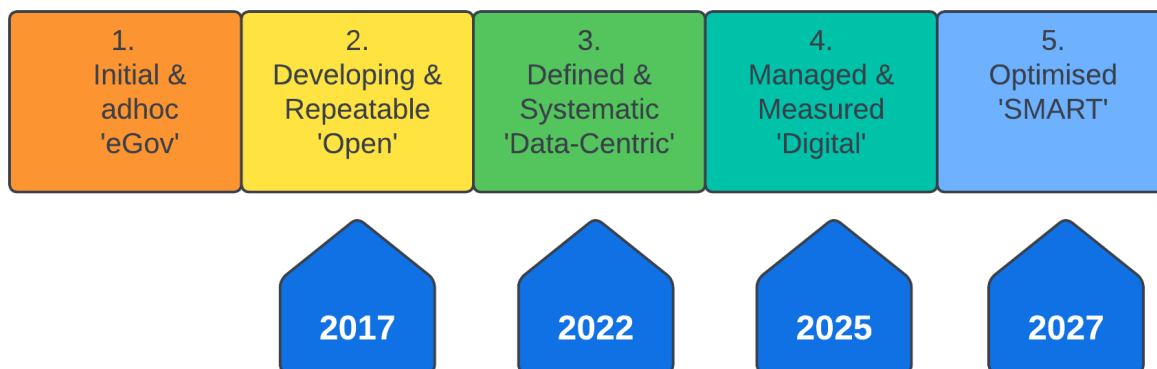 1.
Initial &
adhoc
'eGov'
2.
Developing &
Repeatable
'Open'
3.
Defined &
Systematic
'Data-Centric'
4.
Managed &
Measured
'Digital'
5.
Optimised
'SMART'
2017
2022
2025
2027